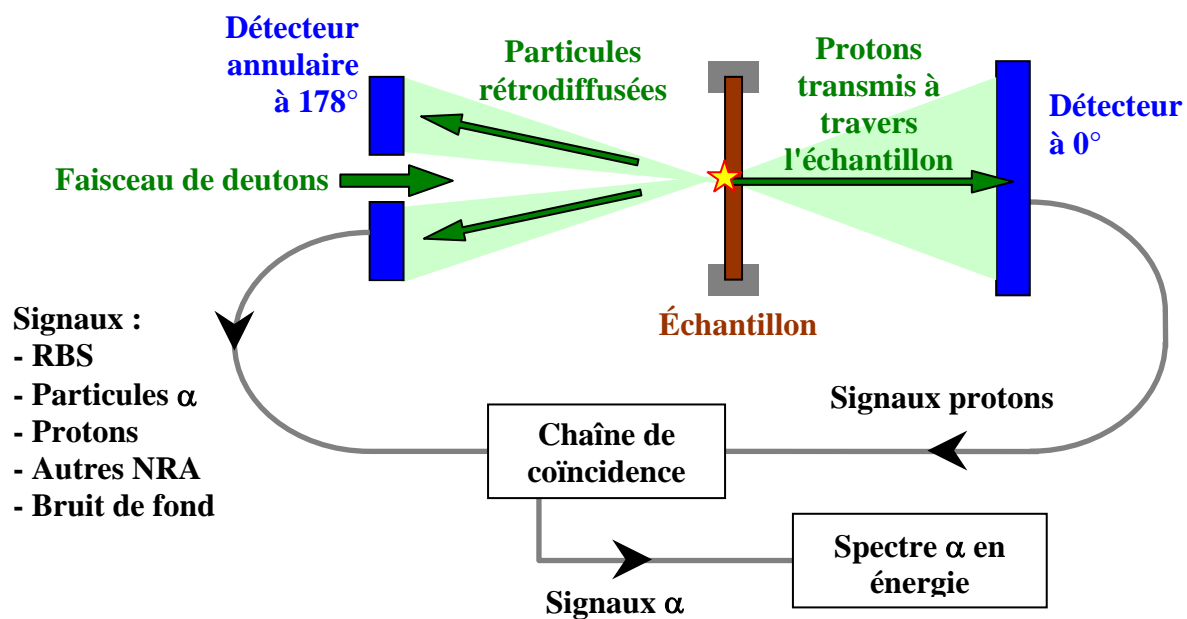 Détecteur
annulaire
à 178°
Particules
rétrodiffusées
Protons
transmis à
travers
l'échantillon
Détecteur
à 0°
Faisceau de deutons
Échantillon
Signaux :
- RBS
- Particules α
- Protons
- Autres NRA
- Bruit de fond
Chaîne de
coïncidence
Signaux protons
Signaux α
Spectre α en
énergie